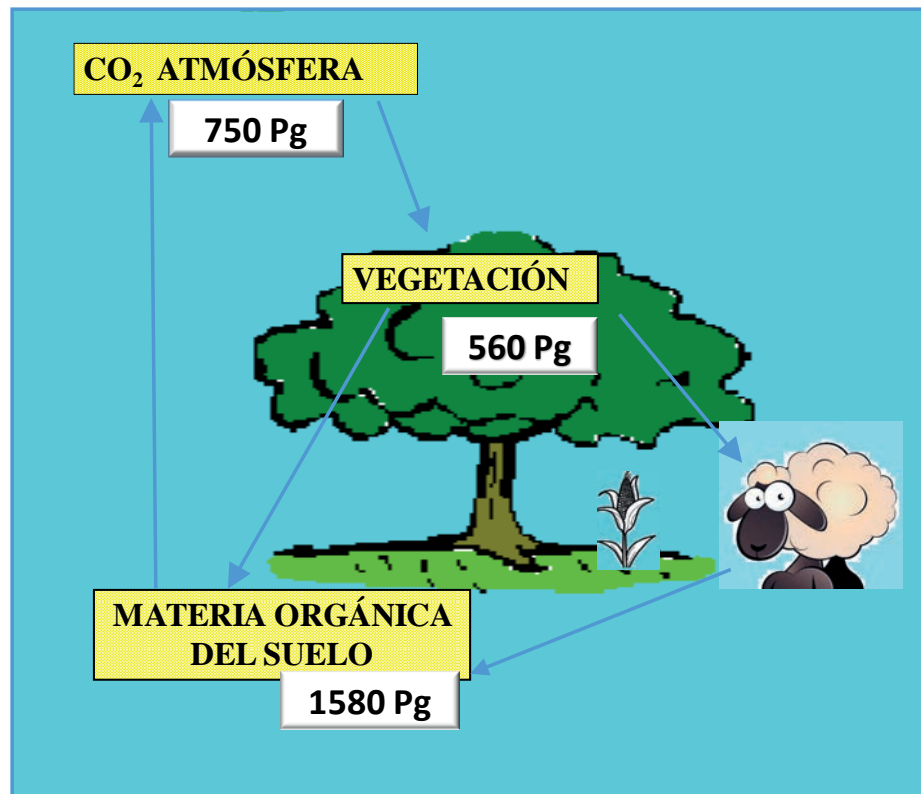 CO₂ ATMÓSFERA
750 Pg
VEGETACIÓN
560 Pg
MATERIA ORGÁNICA
DEL SUELO
1580 Pg